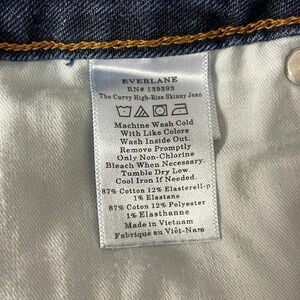 EVERLANE
RN# 139393
The Curvy High-Rise Skinny Jean
Machine Wash Cold
With Like Colors
Wash Inside Out.
Remove Promptly
Only Non-Chlorine
Bleach When Necessary.
Tumble Dry Low.
Cool Iron If Needed.
87% Cotton 12% Elasterell-p
1% Elastane
87% Coton 12% Polyester
1% Elasthanne
Made in Vietnam
Fabriqué au Viêt-Nam